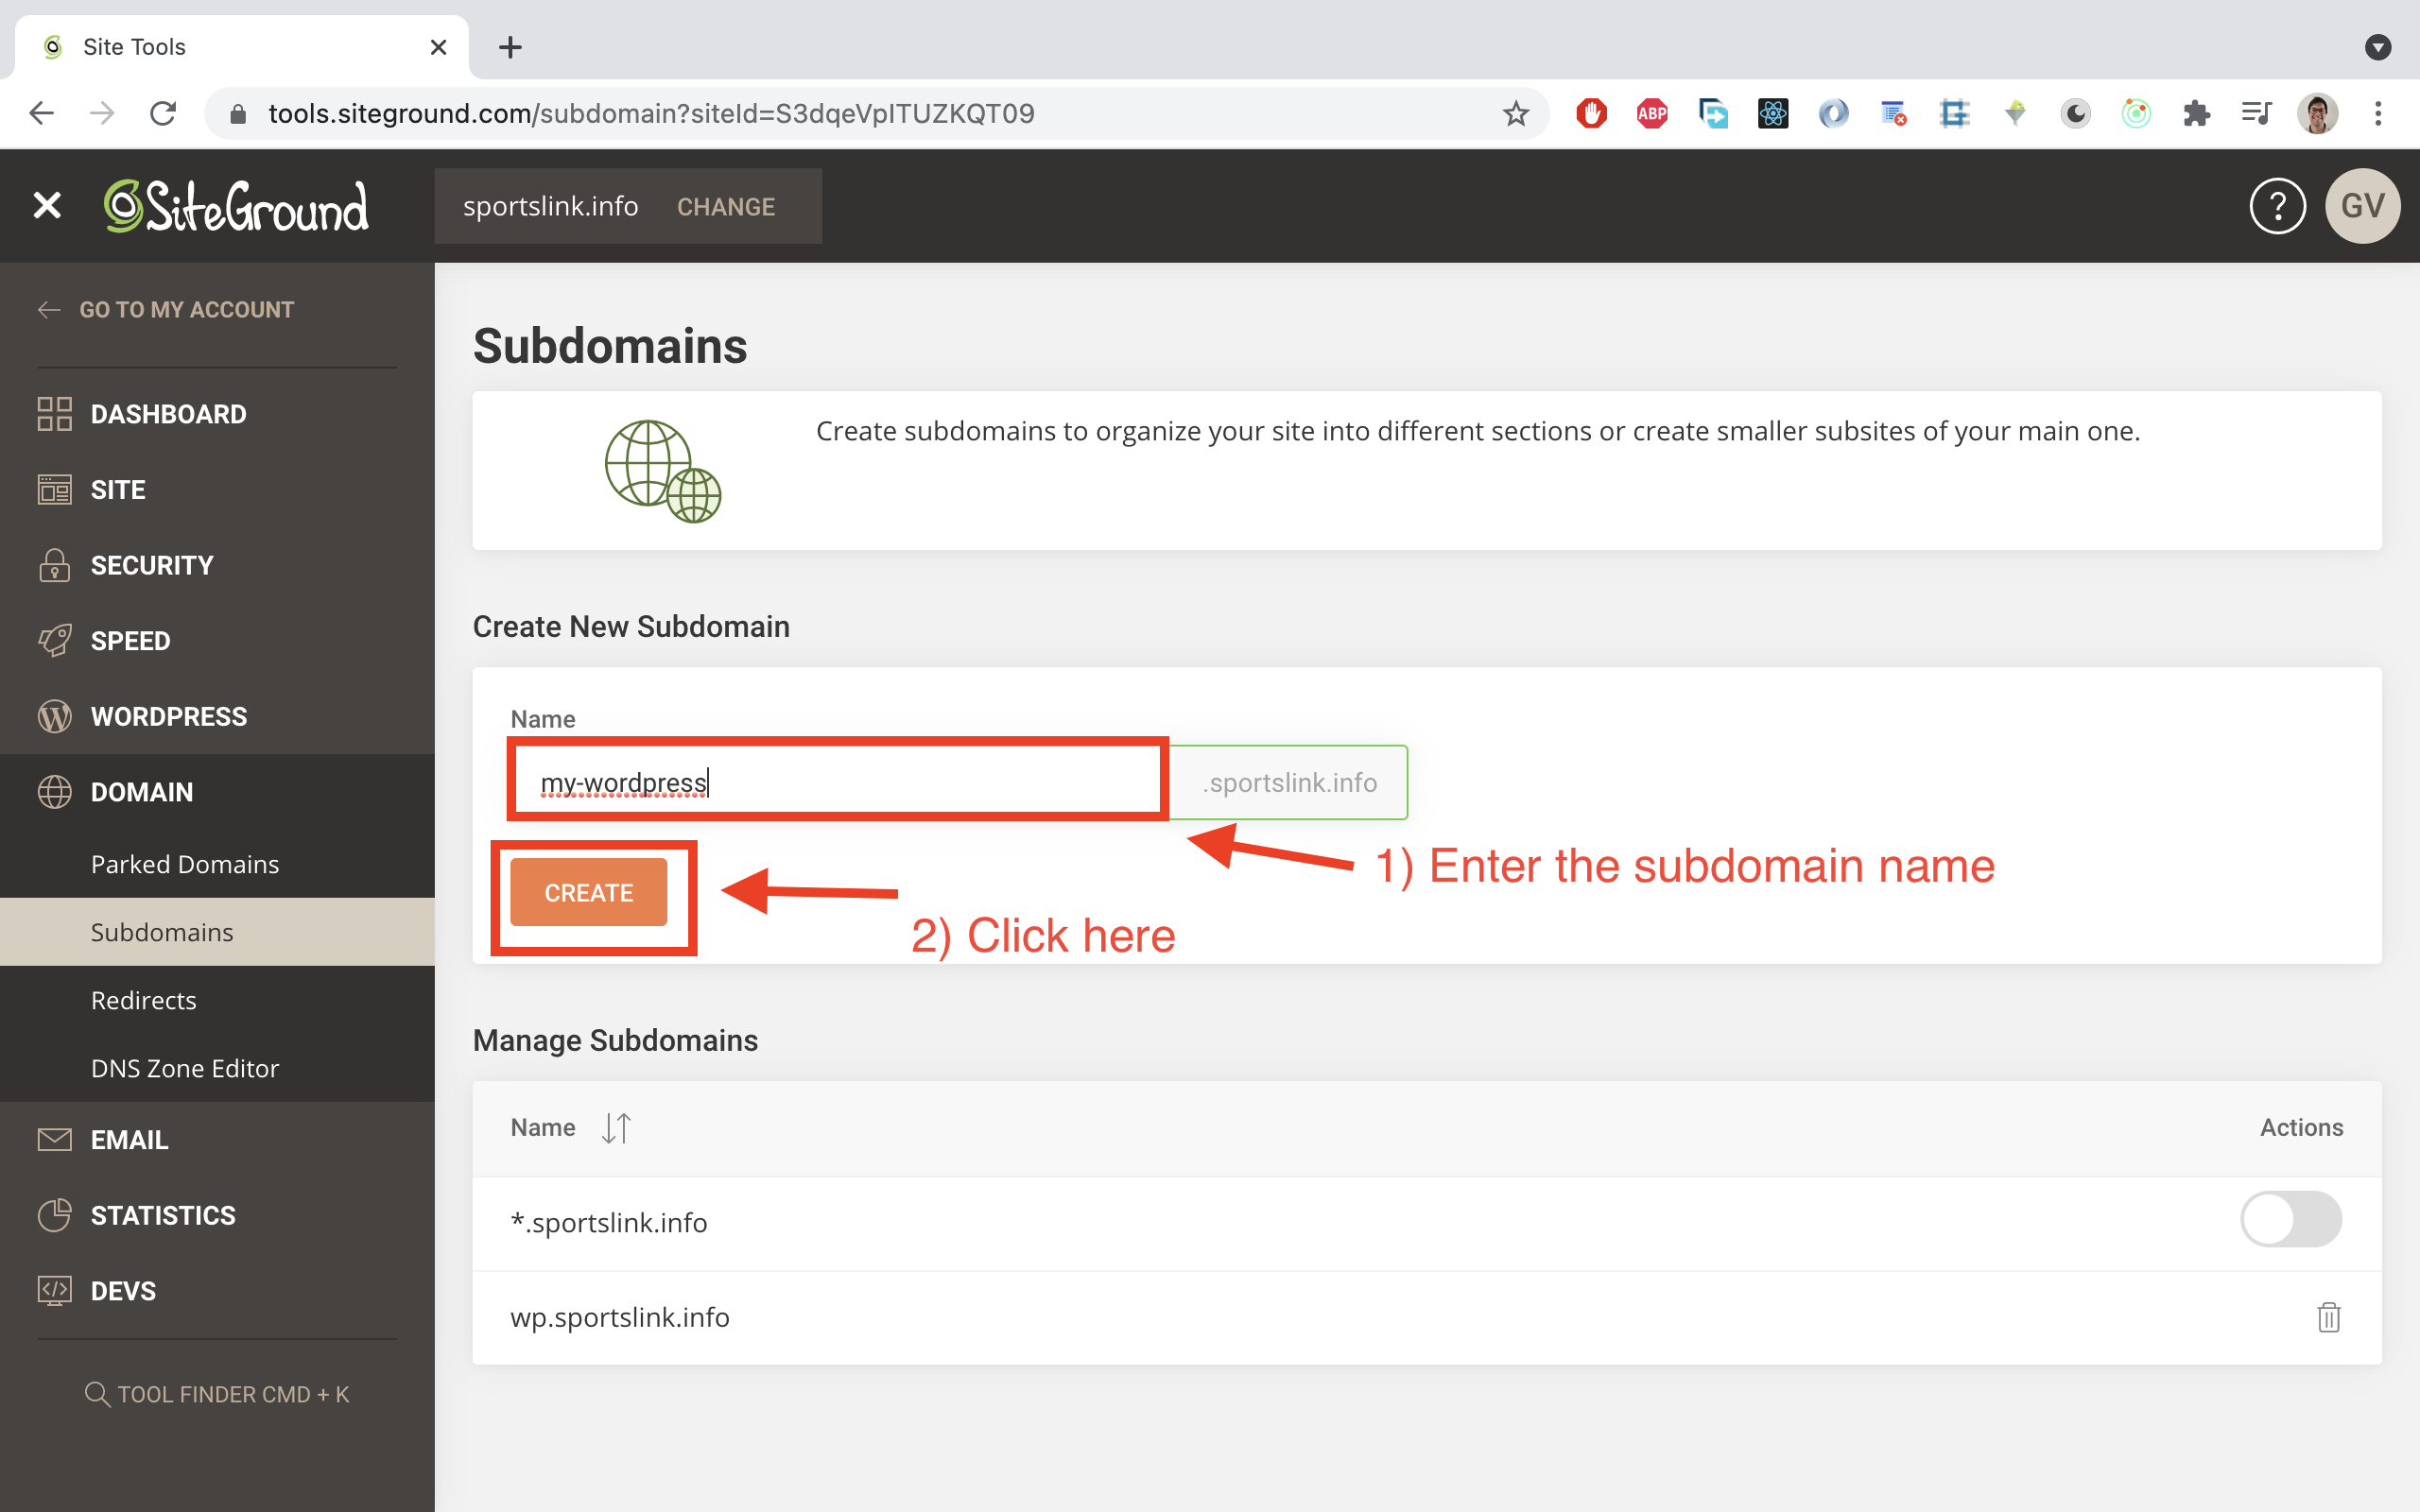 Site Tools
tools.siteground.com/subdomain?siteId=S3dqeVpITUZKQT09
ABP
SiteGround
sportslink.info CHANGE
?
GV
GO TO MY ACCOUNT
DASHBOARD
SITE
SECURITY
SPEED
WORDPRESS
DOMAIN
Parked Domains
Subdomains
Redirects
DNS Zone Editor
EMAIL
STATISTICS
DEVS
TOOL FINDER CMD + K
Subdomains
Create subdomains to organize your site into different sections or create smaller subsites of your main one.
Create New Subdomain
Name
my-wordpress .sportslink.info
1) Enter the subdomain name
CREATE
2) Click here
Manage Subdomains
Name Actions
*.sportslink.info
wp.sportslink.info